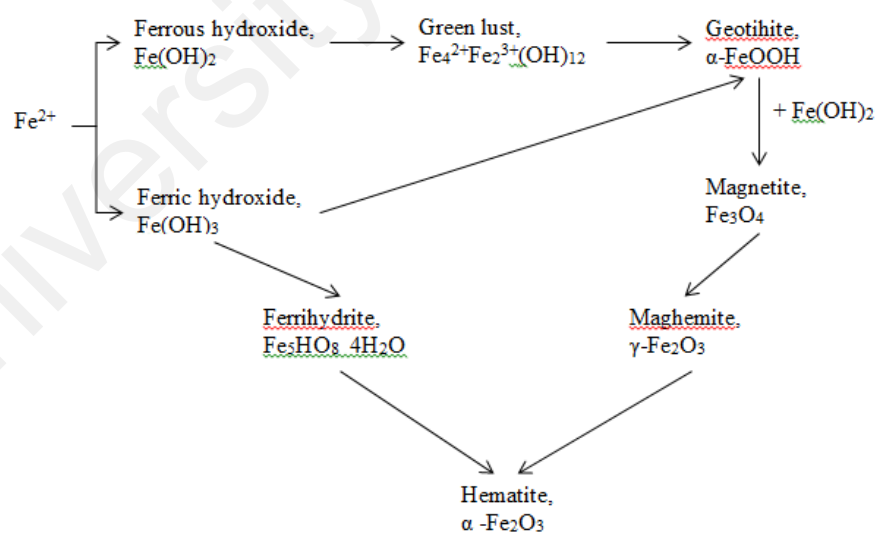 Ferrous hydroxide,
Fe(OH)2
Green lust,
Fe4²⁺Fe2³⁺(OH)12
Geotihite,
α-FeOOH
Fe²⁺
+ Fe(OH)2
Ferric hydroxide,
Fe(OH)3
Magnetite,
Fe3O4
Ferrihydrite,
Fe5HO8 4H2O
Maghemite,
γ-Fe2O3
Hematite,
α -Fe2O3